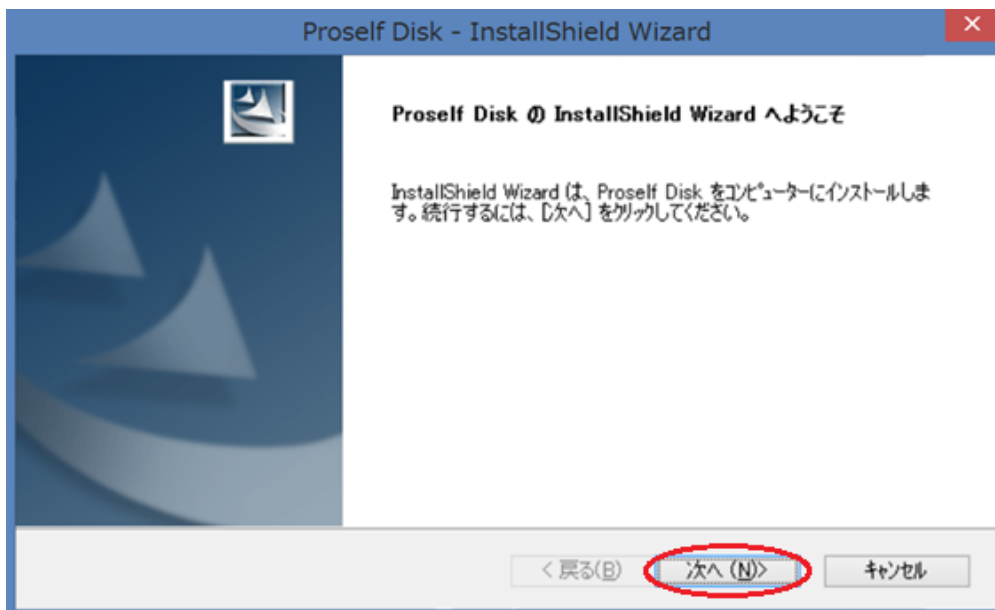 Proself Disk - InstallShield Wizard
Proself Disk の InstallShield Wizard へようこそ
InstallShield Wizard は、Proself Disk をコンピューターにインストールしま
す。続行するには、[次へ] をクリックしてください。
< 戻る(B) 次へ (N)> キャンセル